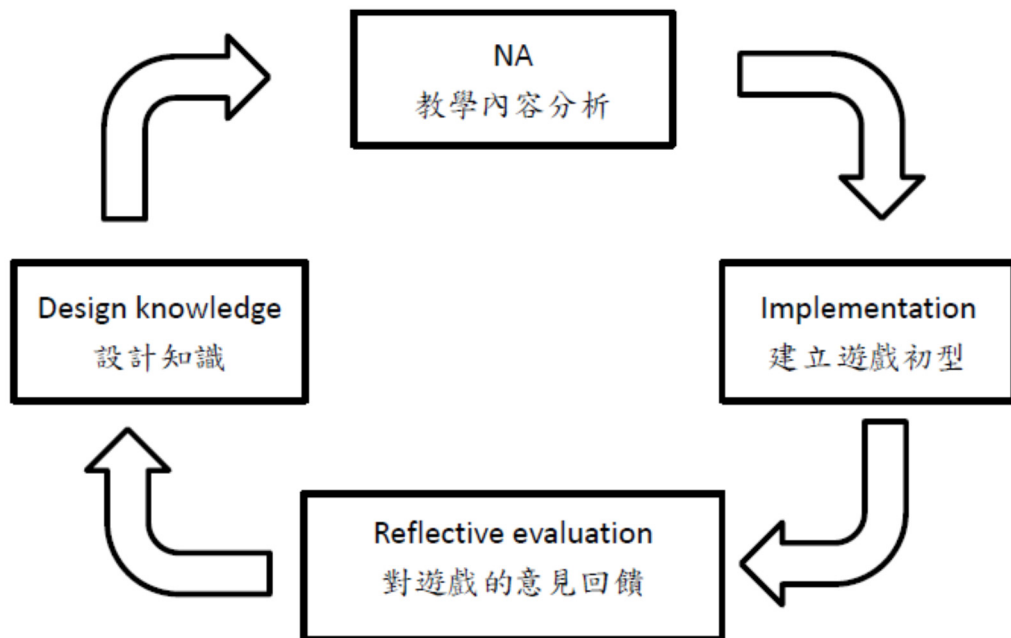 NA
教學內容分析
Design knowledge
設計知識
Implementation
建立遊戲初型
Reflective evaluation
對遊戲的意見回饋